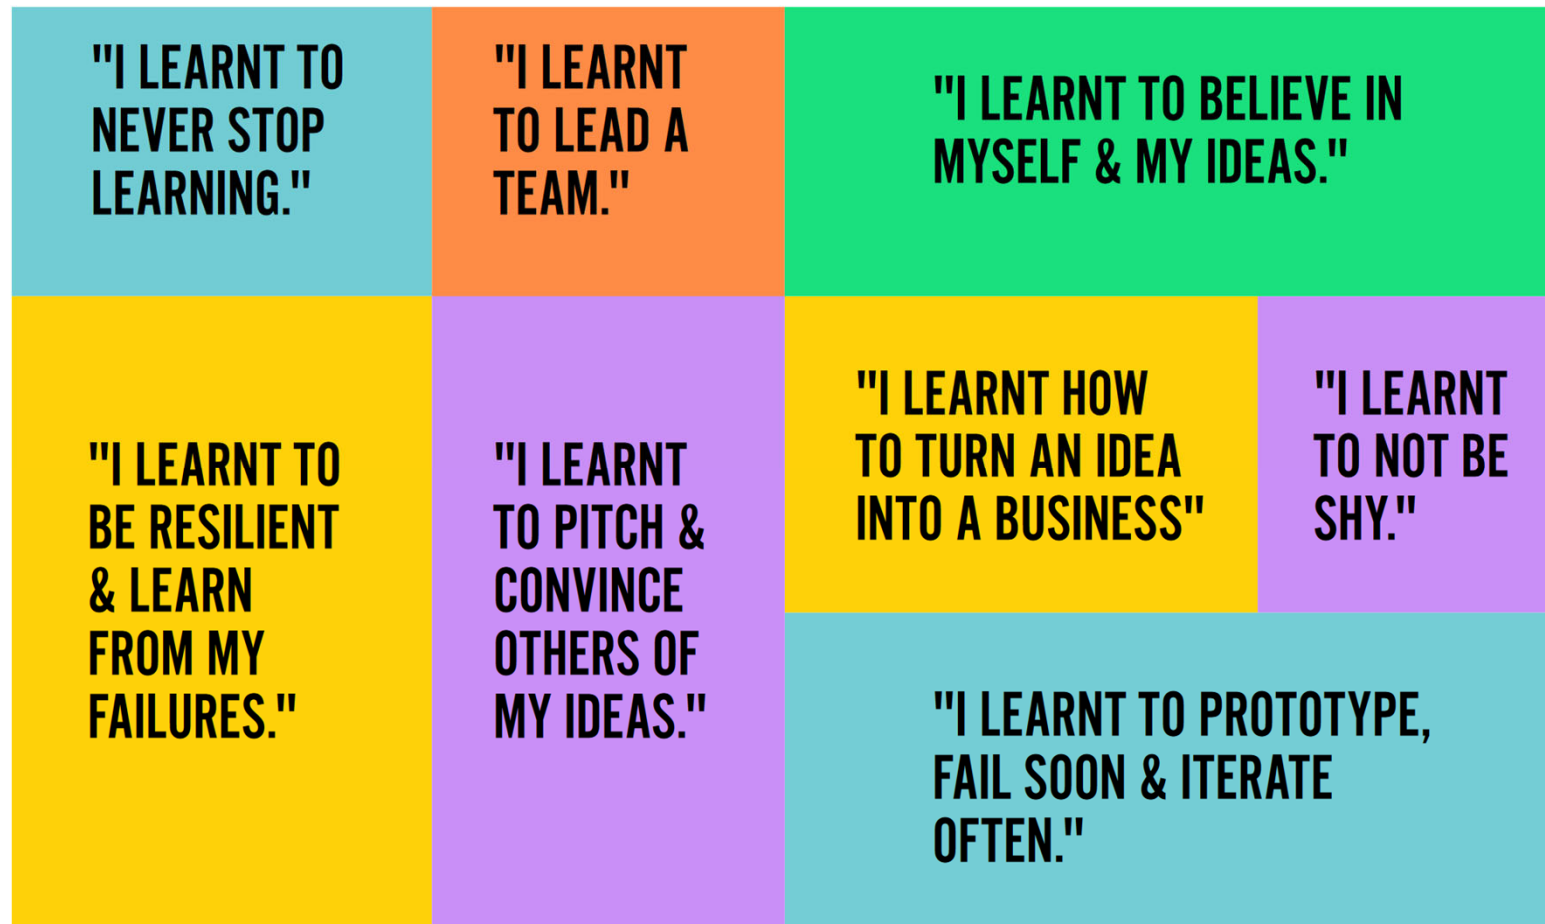 "I LEARNT TO
NEVER STOP
LEARNING."
"I LEARNT
TO LEAD A
TEAM."
"I LEARNT TO BELIEVE IN
MYSELF & MY IDEAS."
"I LEARNT TO
BE RESILIENT
& LEARN
FROM MY
FAILURES."
"I LEARNT
TO PITCH &
CONVINCE
OTHERS OF
MY IDEAS."
"I LEARNT HOW
TO TURN AN IDEA
INTO A BUSINESS"
"I LEARNT
TO NOT BE
SHY."
"I LEARNT TO PROTOTYPE,
FAIL SOON & ITERATE
OFTEN."